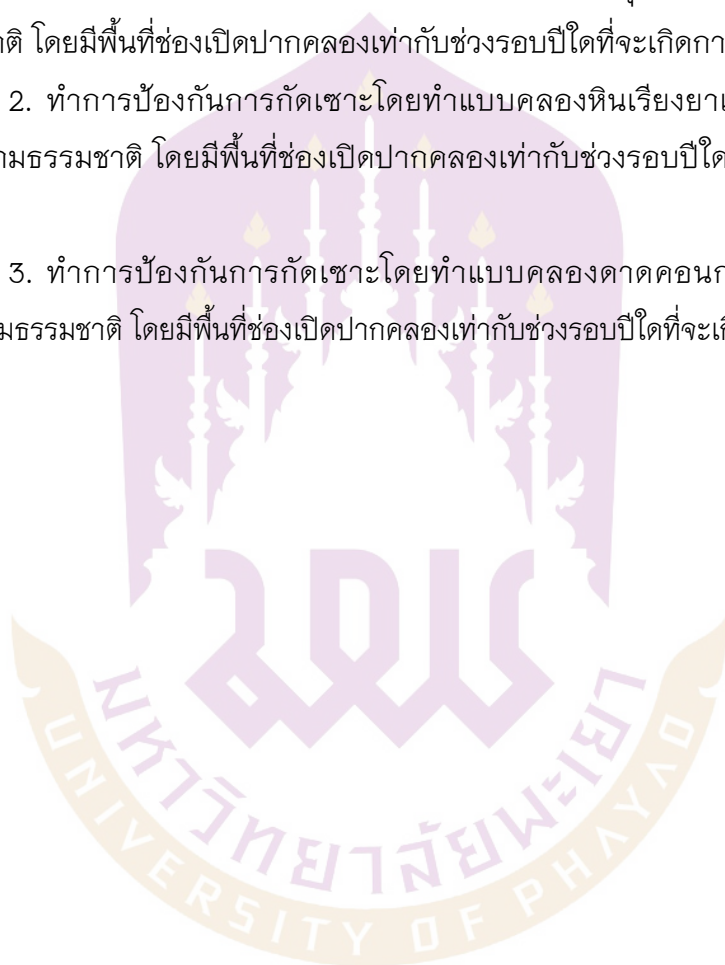 าติ โดยมีพื้นที่ช่องเปิดปากคลองเท่ากับช่วงรอบปีใดที่จะเกิดกา
2. ทำการป้องกันการกัดเซาะโดยทำแบบคลองหินเรียงยาแ
ามธรรมชาติ โดยมีพื้นที่ช่องเปิดปากคลองเท่ากับช่วงรอบปีใด
3. ทำการป้องกันการกัดเซาะโดยทำแบบคลองดาดคอนก
มธรรมชาติ โดยมีพื้นที่ช่องเปิดปากคลองเท่ากับช่วงรอบปีใดที่จะเกิ
มพ
มหาวิทยาลัยพะเยา
UNIVERSITY OF PHAYAO